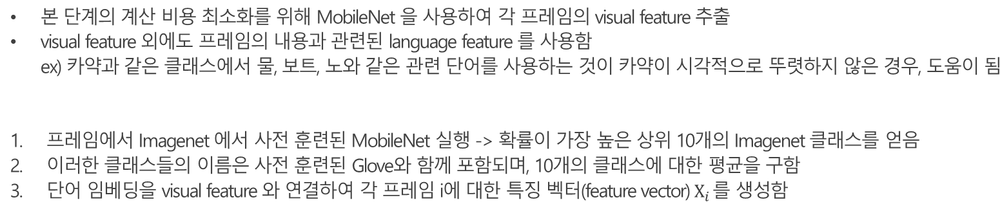 • 본 단계의 계산 비용 최소화를 위해 MobileNet 을 사용하여 각 프레임의 visual feature 추출
• visual feature 외에도 프레임의 내용과 관련된 language feature 를 사용함
ex) 카약과 같은 클래스에서 물, 보트, 노와 같은 관련 단어를 사용하는 것이 카약이 시각적으로 뚜렷하지 않은 경우, 도움이 됨
1. 프레임에서 Imagenet 에서 사전 훈련된 MobileNet 실행 -> 확률이 가장 높은 상위 10개의 Imagenet 클래스를 얻음
2. 이러한 클래스들의 이름은 사전 훈련된 Glove와 함께 포함되며, 10개의 클래스에 대한 평균을 구함
3. 단어 임베딩을 visual feature 와 연결하여 각 프레임 i에 대한 특징 벡터(feature vector) X𝑖 를 생성함